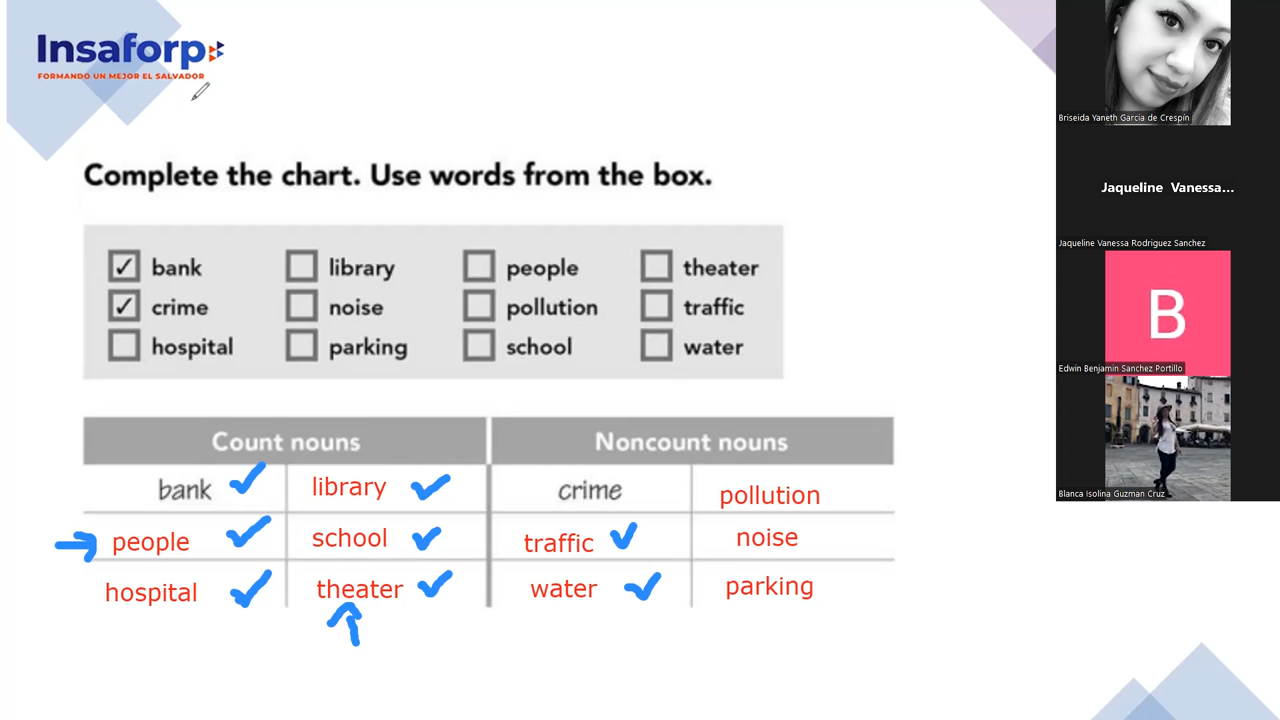 Insaforp
FORMANDO UN MEJOR EL SALVADOR
Complete the chart. Use words from the box.
bank library people theater
crime noise pollution traffic
hospital parking school water
Count nouns Noncount nouns
bank library crime pollution
people school traffic noise
hospital theater water parking
Briseida Yaneth Garcia de Crespin
Jaqueline Vanessa...
Jaqueline Vanessa Rodriguez Sanchez
B
Edwin Benjamin Sanchez Portillo
Blanca Isolina Guzman Cruz